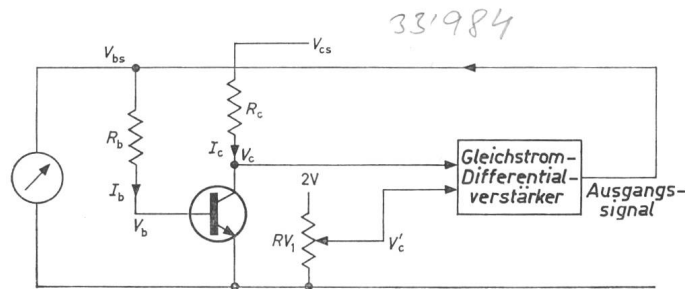 33'984
V_cs
V_bs
R_c
R_b
I_c V_c
Gleichstrom-
Differential-
verstärker
Ausgangs-
signal
2V
I_b
V_b
RV_1
V'_c